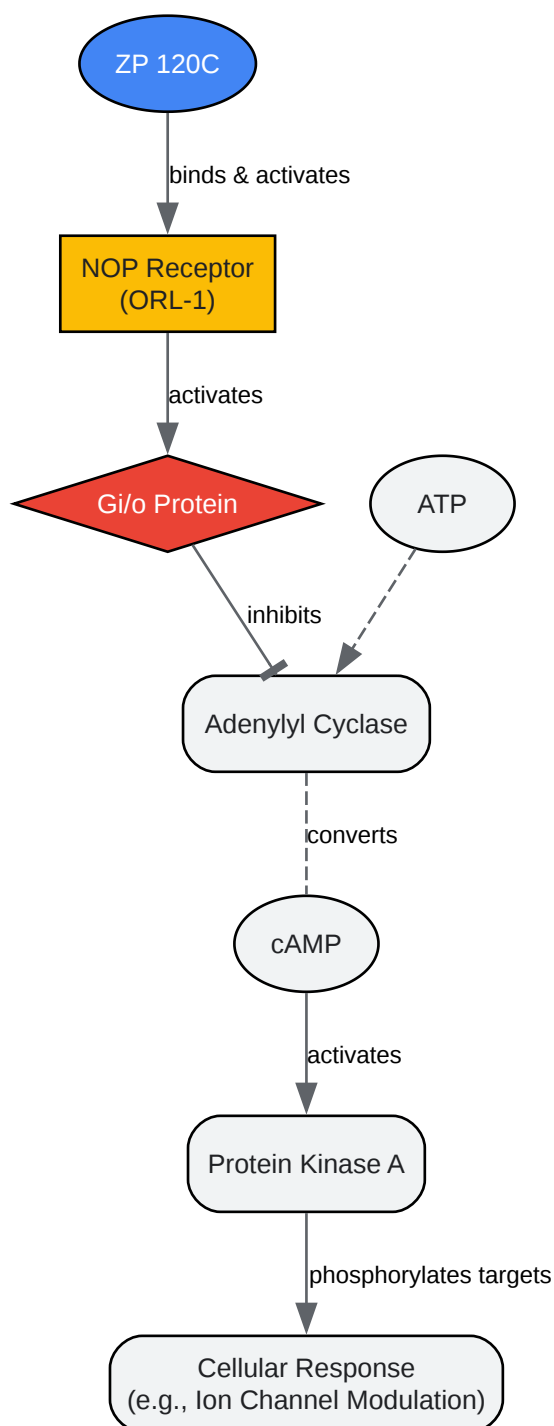 ZP 120C
binds & activates
NOP Receptor
(ORL-1)
activates
Gi/o Protein
ATP
inhibits
Adenylyl Cyclase
converts
cAMP
activates
Protein Kinase A
phosphorylates targets
Cellular Response
(e.g., Ion Channel Modulation)